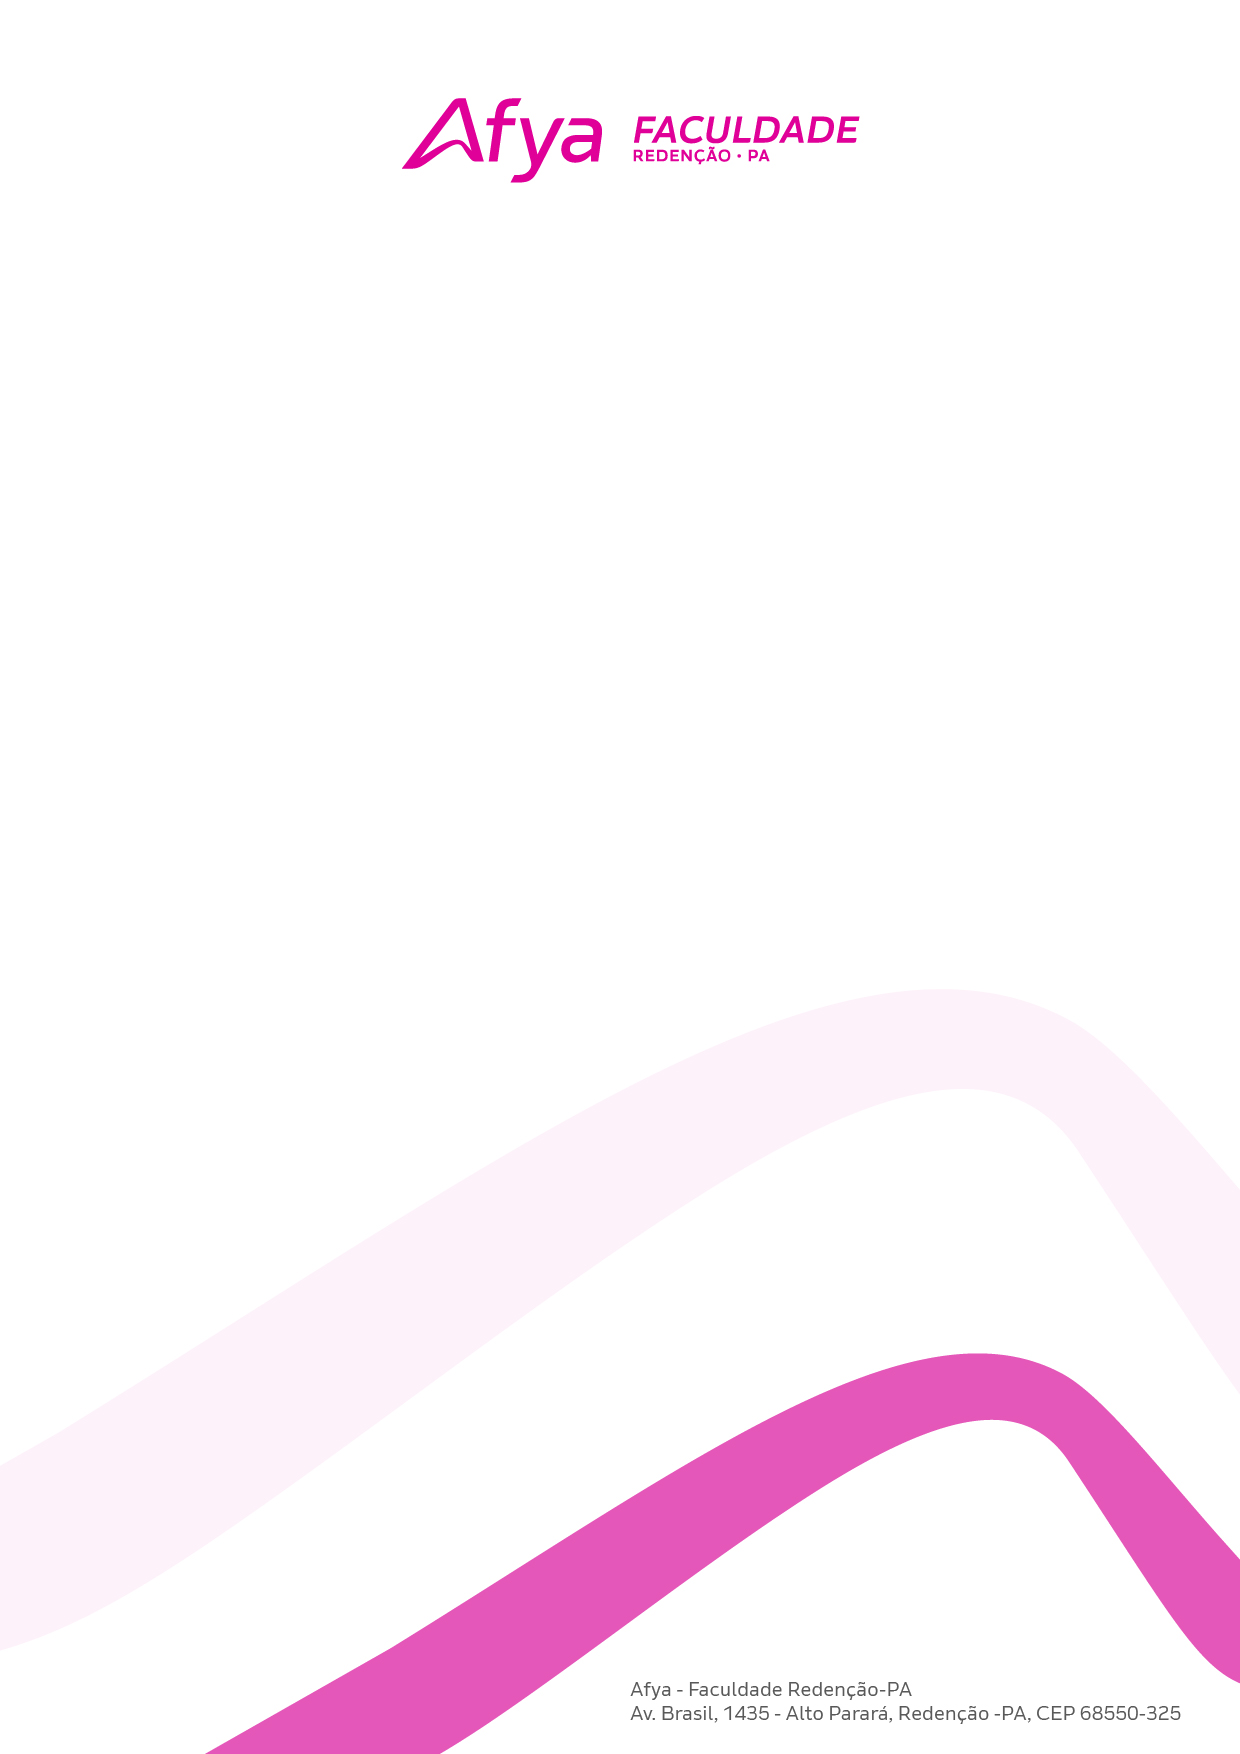 Afya FACULDADE
REDENÇÃO • PA
Afya - Faculdade Redenção-PA
Av. Brasil, 1435 - Alto Parará, Redenção -PA, CEP 68550-325